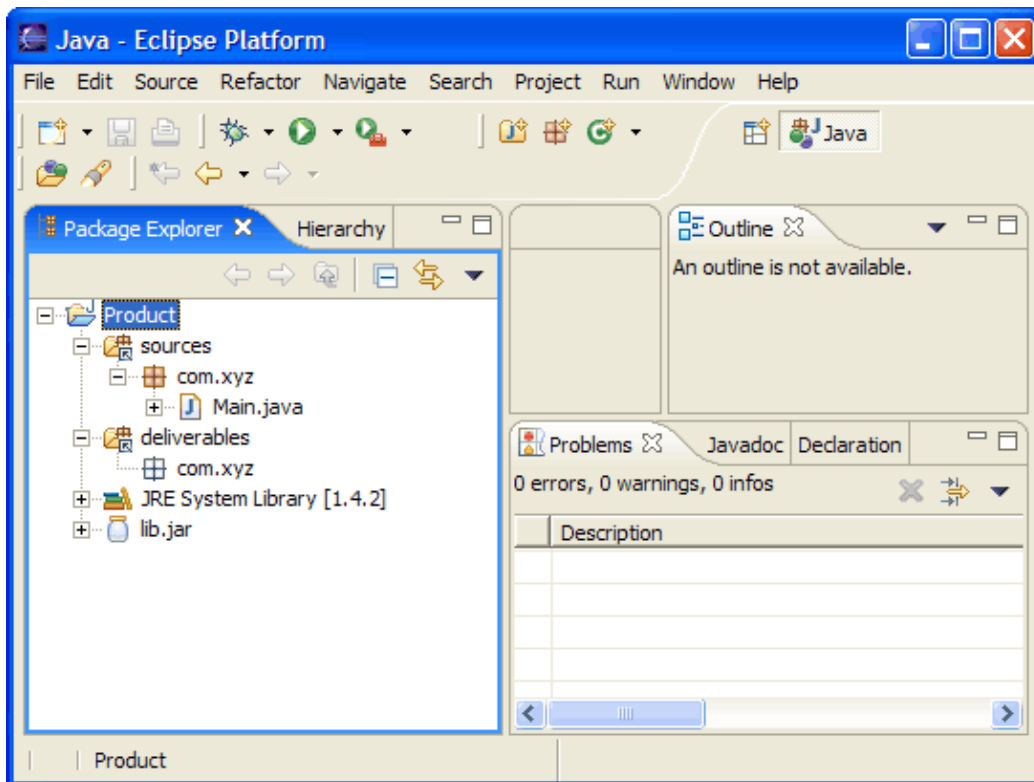 Java - Eclipse Platform
File Edit Source Refactor Navigate Search Project Run Window Help
Java
Package Explorer Hierarchy
Product
sources
com.xyz
Main.java
deliverables
com.xyz
JRE System Library [1.4.2]
lib.jar
Outline
An outline is not available.
Problems Javadoc Declaration
0 errors, 0 warnings, 0 infos
Description
Product